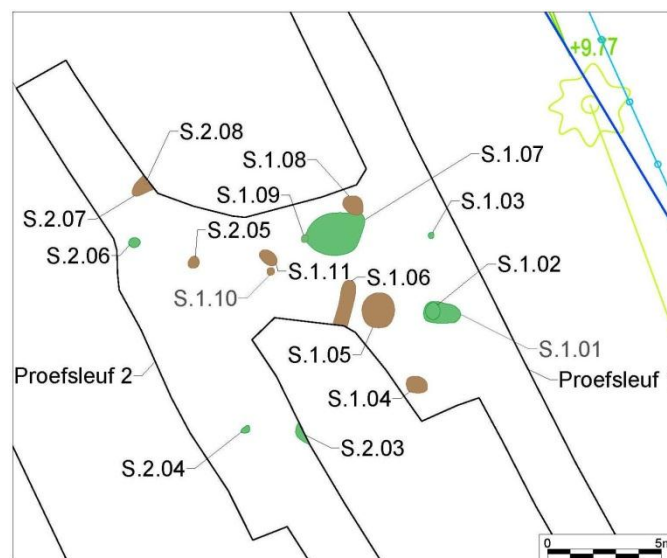 +9.77
S.2.08
S.1.08
S.1.07
S.1.09
S.1.03
S.2.07
S.2.05
S.2.06
S.1.11
S.1.06
S.1.02
S.1.10
S.1.05
S.1.01
Proefsleuf 2
Proefsleuf
S.1.04
S.2.03
S.2.04
0
5m